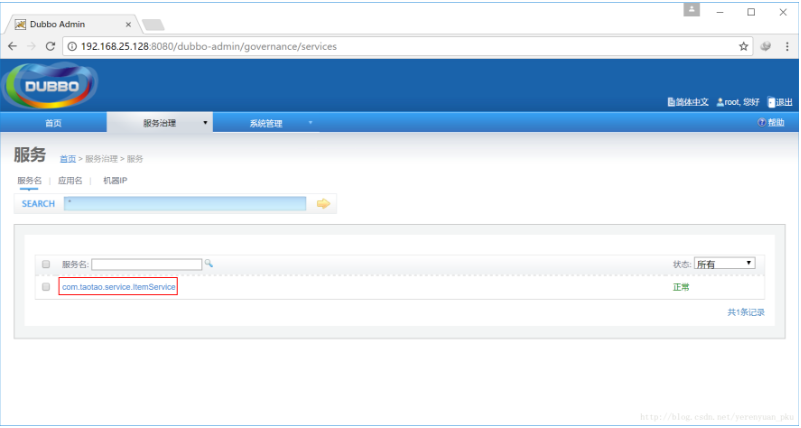 Dubbo Admin
192.168.25.128:8080/dubbo-admin/governance/services
DUBBO
简体中文 root, 您好 退出
首页 服务治理 系统管理 帮助
服务 首页 > 服务治理 > 服务
服务名 | 应用名 | 机器IP
SEARCH *
服务名: 状态: 所有
com.taotao.service.ItemService 正常
共1条记录
http://blog.csdn.net/yerenyuan_pku